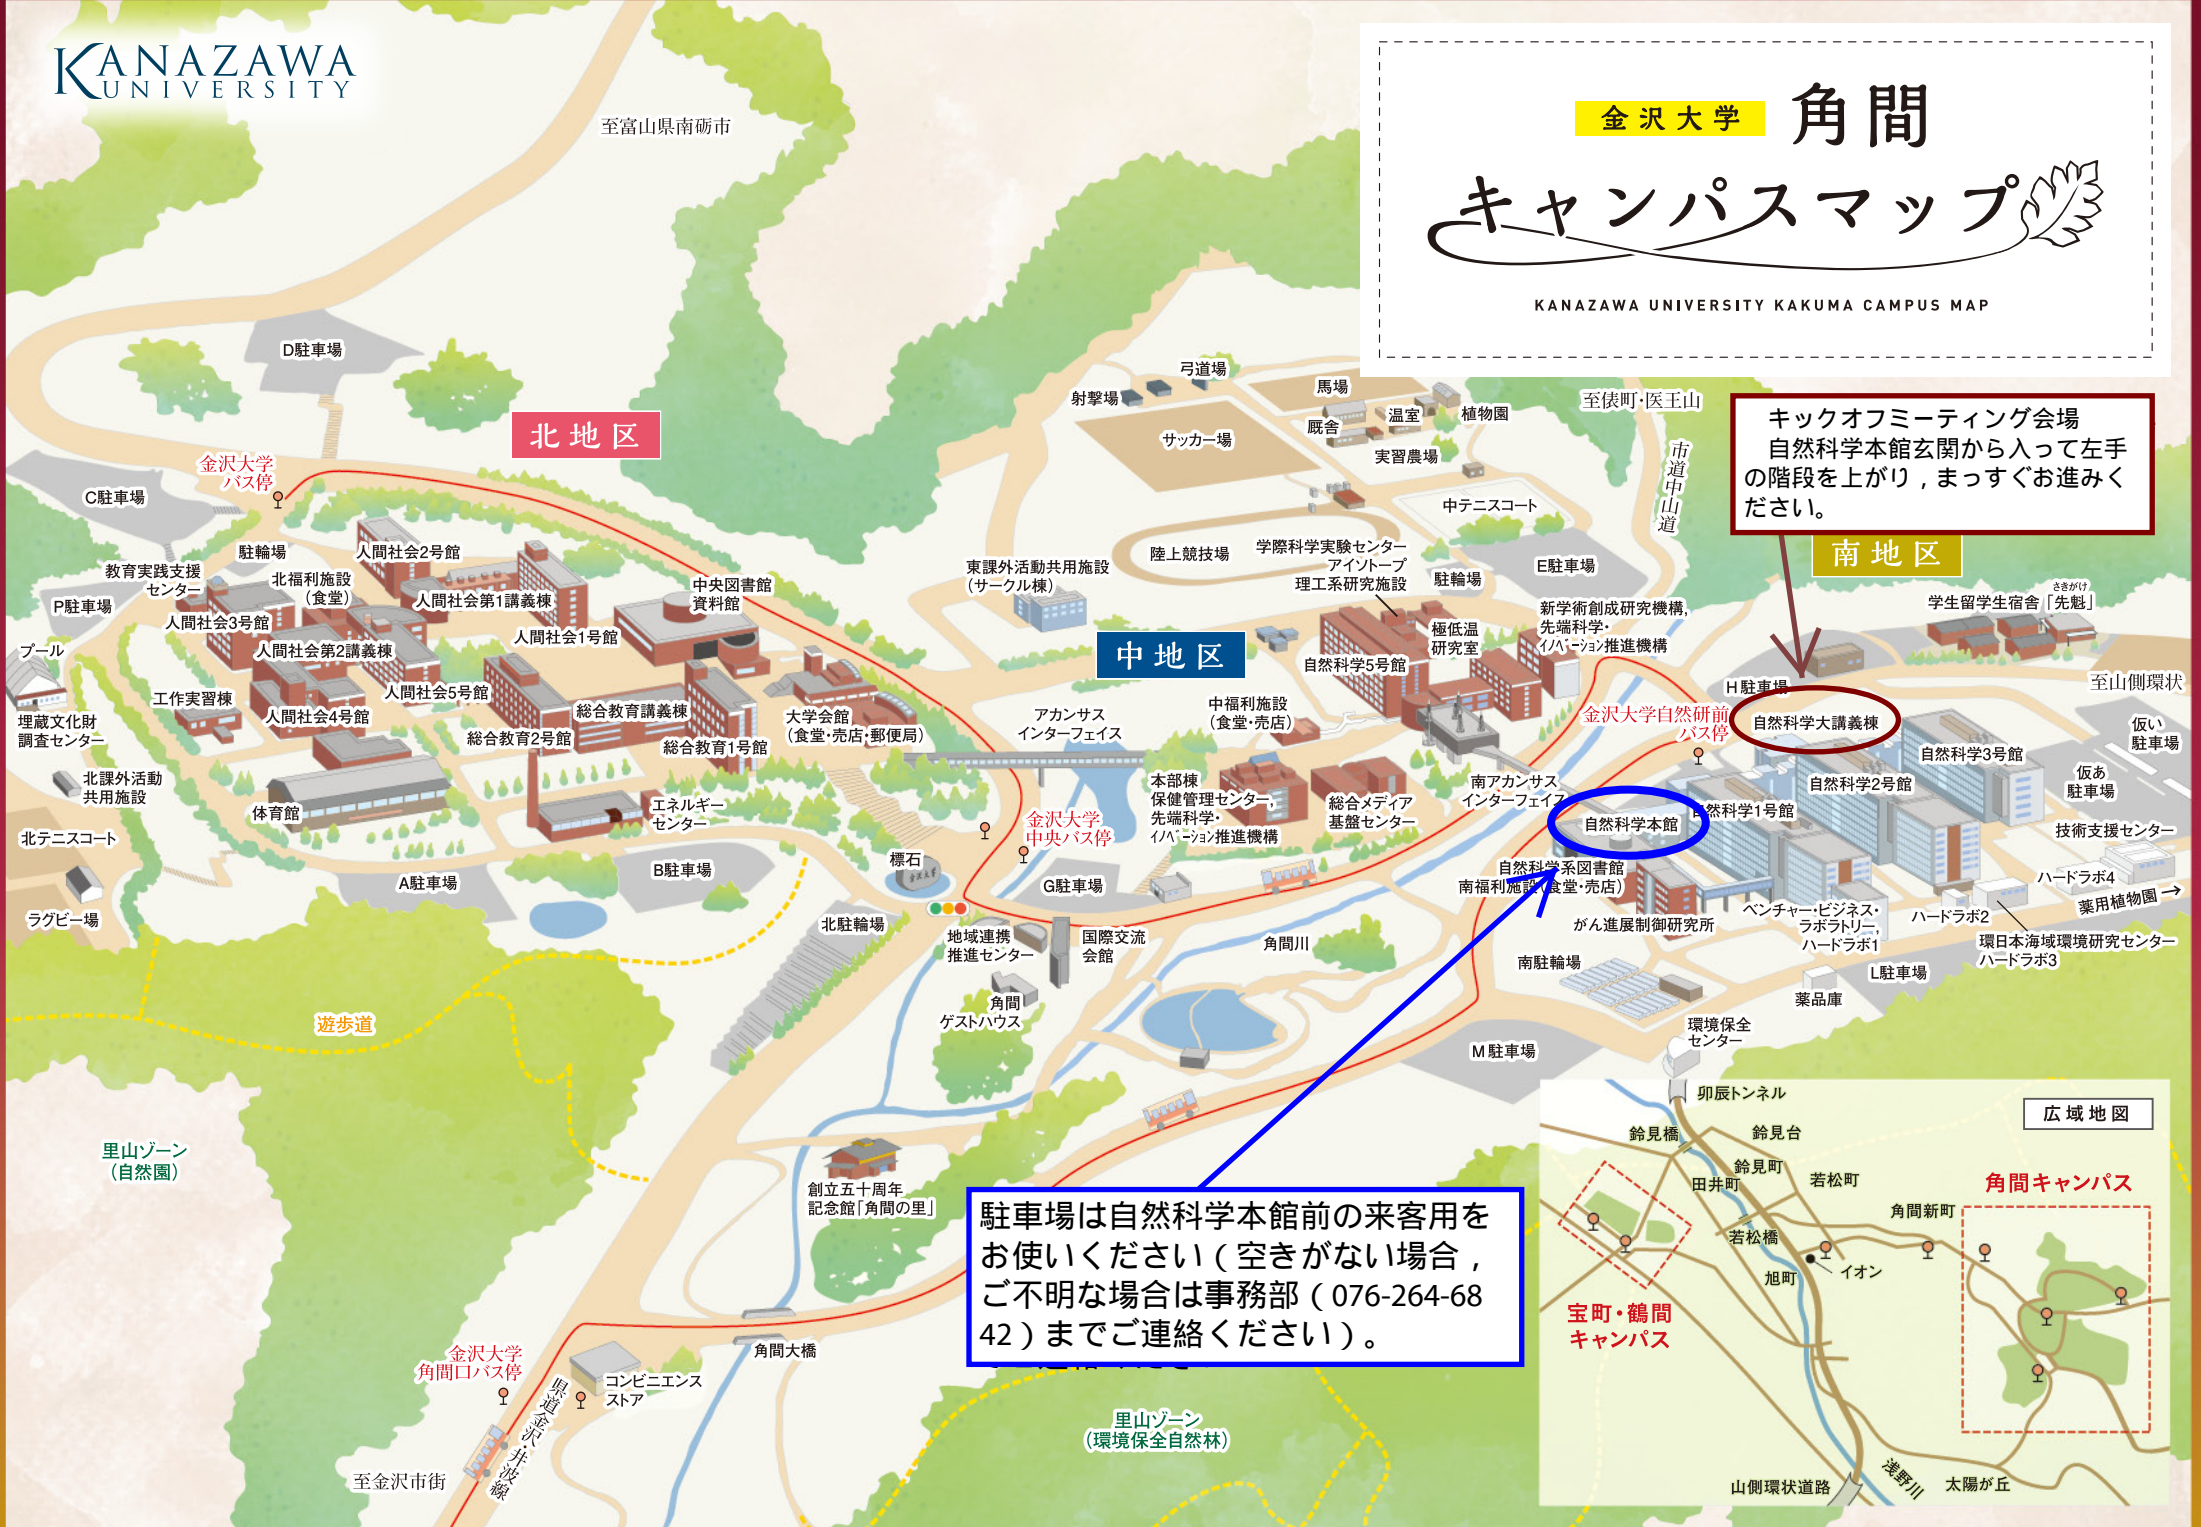 KANAZAWA
UNIVERSITY
金沢大学 角間
キャンパスマップ
KANAZAWA UNIVERSITY KAKUMA CAMPUS MAP
至富山県南砺市
D駐車場
北地区
金沢大学
バス停
C駐車場
駐輪場
教育実践支援
センター
P駐車場
プール
埋蔵文化財
調査センター
北課外活動
共用施設
北テニスコート
ラグビー場
人間社会2号館
北福利施設
(食堂)
人間社会第1講義棟
人間社会3号館
人間社会第2講義棟
人間社会1号館
中央図書館
資料館
人間社会5号館
工作実習棟
人間社会4号館
総合教育講義棟
総合教育2号館
総合教育1号館
大学会館
(食堂・売店・郵便局)
体育館
エネルギー
センター
A駐車場
B駐車場
標石
北駐輪場
弓道場
射撃場
馬場
サッカー場
厩舎
温室
植物園
実習農場
至俵町・医王山
市道中山道
中テニスコート
陸上競技場
東課外活動共用施設
(サークル棟)
学際科学実験センター
アイソトープ
理工系研究施設
駐輪場
E駐車場
中地区
極低温
研究室
新学術創成研究機構,
先端科学・
イノベーション推進機構
自然科学5号館
中福利施設
(食堂・売店)
アカンサス
インターフェイス
本部棟
保健管理センター,
先端科学・
イノベーション推進機構
総合メディア
基盤センター
南アカンサス
インターフェイス
金沢大学
中央バス停
G駐車場
地域連携
推進センター
国際交流
会館
角間
ゲストハウス
角間川
キックオフミーティング会場
自然科学本館玄関から入って左手
の階段を上がり，まっすぐお進みく
ださい。
南地区
さきがけ
学生留学生宿舎「先魁」
H駐車場
至山側環状
金沢大学自然研前
バス停
自然科学大講義棟
仮い
駐車場
自然科学3号館
仮あ
駐車場
自然科学2号館
自然科学1号館
自然科学本館
技術支援センター
自然科学系図書館
南福利施設(食堂・売店)
ハードラボ4
薬用植物園→
がん進展制御研究所
ベンチャー・ビジネス・
ラボラトリー,
ハードラボ1
ハードラボ2
環日本海域環境研究センター
ハードラボ3
南駐輪場
L駐車場
薬品庫
環境保全
センター
M駐車場
遊歩道
里山ゾーン
(自然園)
創立五十周年
記念館「角間の里」
駐車場は自然科学本館前の来客用を
お使いください（空きがない場合，
ご不明な場合は事務部（076-264-68
42）までご連絡ください）。
角間大橋
金沢大学
角間口バス停
コンビニエンス
ストア
県道金沢・井波線
至金沢市街
里山ゾーン
(環境保全自然林)
広域地図
卯辰トンネル
鈴見橋
鈴見台
鈴見町
田井町
若松町
角間キャンパス
角間新町
若松橋
イオン
旭町
宝町・鶴間
キャンパス
山側環状道路
浅野川
太陽が丘